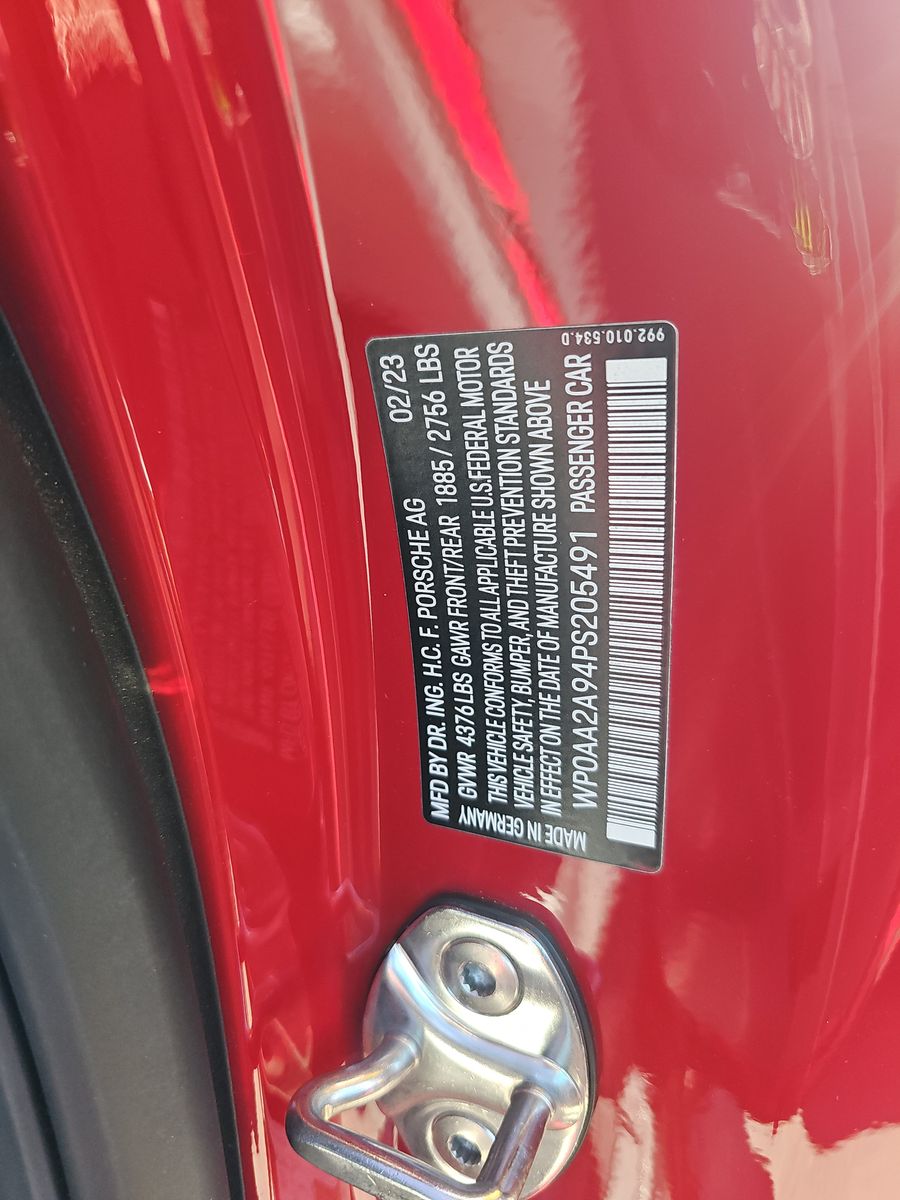 MFD BY DR. ING. H.C. F. PORSCHE AG 02/23
GVWR 4376 LBS GAWR FRONT/REAR 1885 / 2756 LBS
THIS VEHICLE CONFORMS TO ALL APPLICABLE U.S.FEDERAL MOTOR
VEHICLE SAFETY, BUMPER, AND THEFT PREVENTION STANDARDS
IN EFFECT ON THE DATE OF MANUFACTURE SHOWN ABOVE
WP0AA2A94PS205491 PASSENGER CAR
MADE IN GERMANY
992.010.534.D